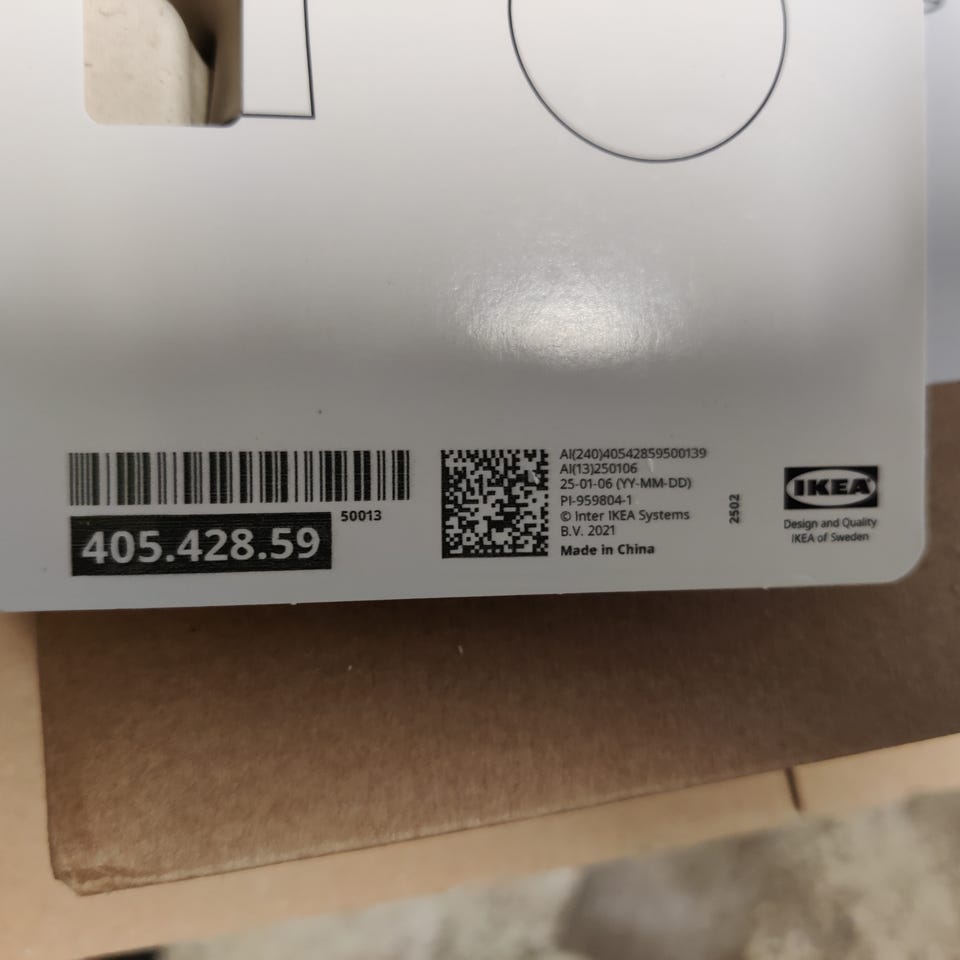 50013
405.428.59
AI(240)40542859500139
AI(13)250106
25-01-06 (YY-MM-DD)
PI-959804-1
© Inter IKEA Systems
B.V. 2021
Made in China
2502
IKEA
Design and Quality
IKEA of Sweden